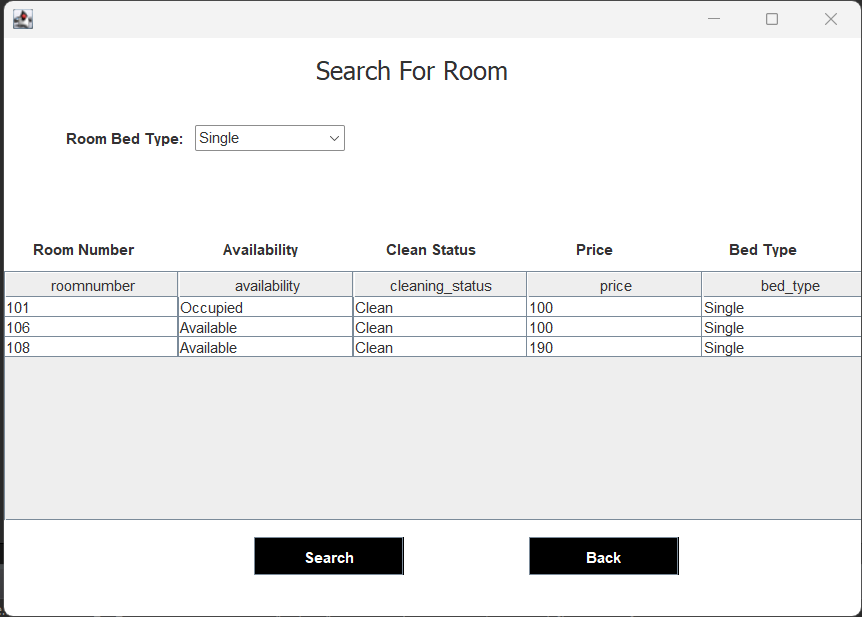 Search For Room
Room Bed Type: Single
Room Number Availability Clean Status Price Bed Type
roomnumber availability cleaning_status price bed_type
101 Occupied Clean 100 Single
106 Available Clean 100 Single
108 Available Clean 190 Single
Search Back